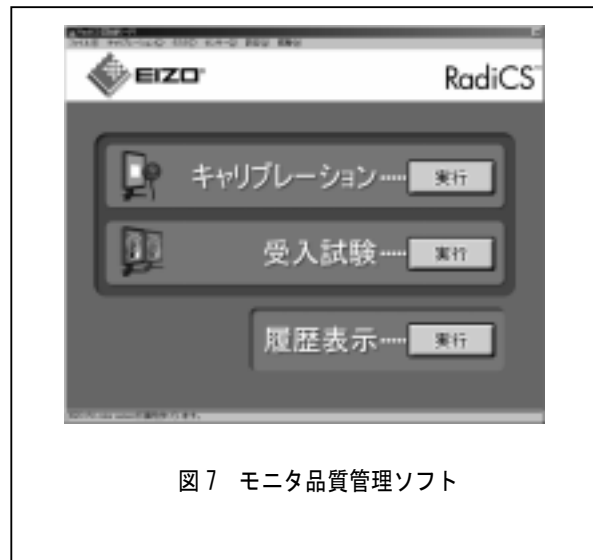 EIZO
RadiCS
キャリブレーション 実行
受入試験 実行
履歴表示 実行
図7 モニタ品質管理ソフト